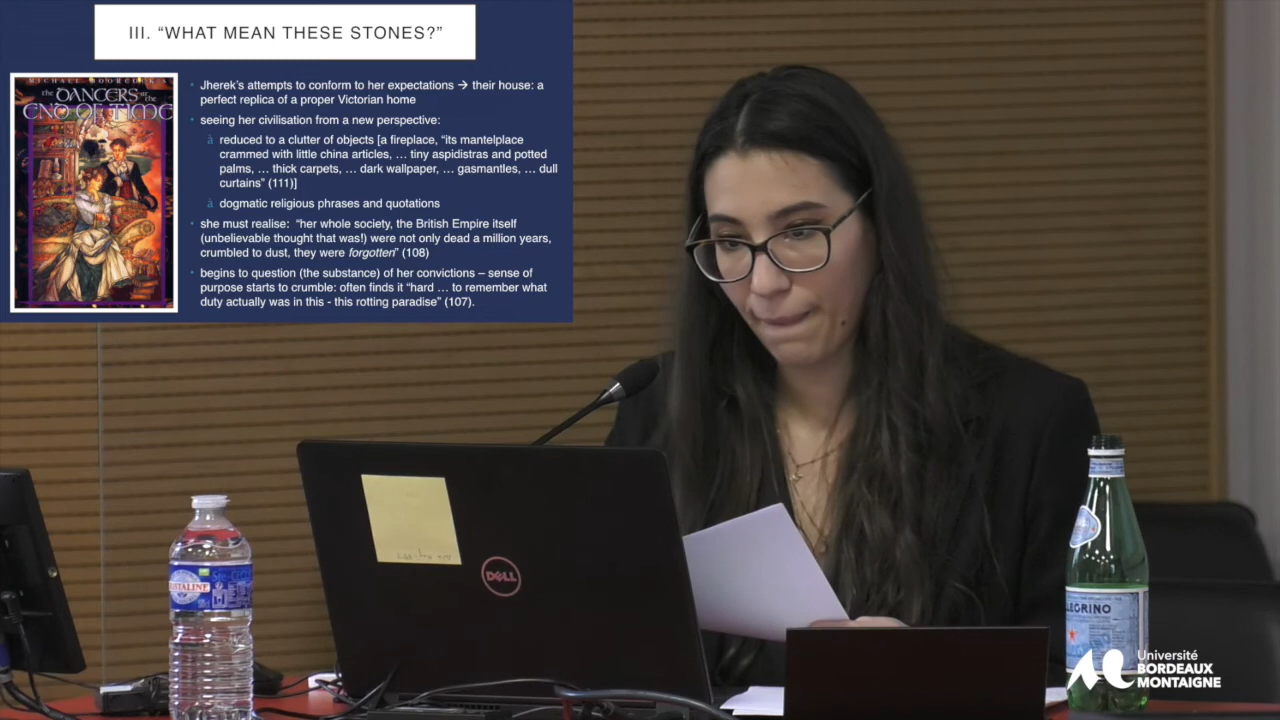 III. “WHAT MEAN THESE STONES?”
MICHAEL MOORCOCK'S
the DANCERS at the
END OF TIME
• Jherek’s attempts to conform to her expectations → their house: a
perfect replica of a proper Victorian home
• seeing her civilisation from a new perspective:
à reduced to a clutter of objects [a fireplace, “its mantelplace
crammed with little china articles, … tiny aspidistras and potted
palms, … thick carpets, … dark wallpaper, … gasmantles, … dull
curtains” (111)]
à dogmatic religious phrases and quotations
• she must realise: “her whole society, the British Empire itself
(unbelievable thought that was!) were not only dead a million years,
crumbled to dust, they were forgotten” (108)
• begins to question (the substance) of her convictions – sense of
purpose starts to crumble: often finds it “hard … to remember what
duty actually was in this - this rotting paradise” (107).
DELL
STALINE
LEGRINO
Université
BORDEAUX
MONTAIGNE